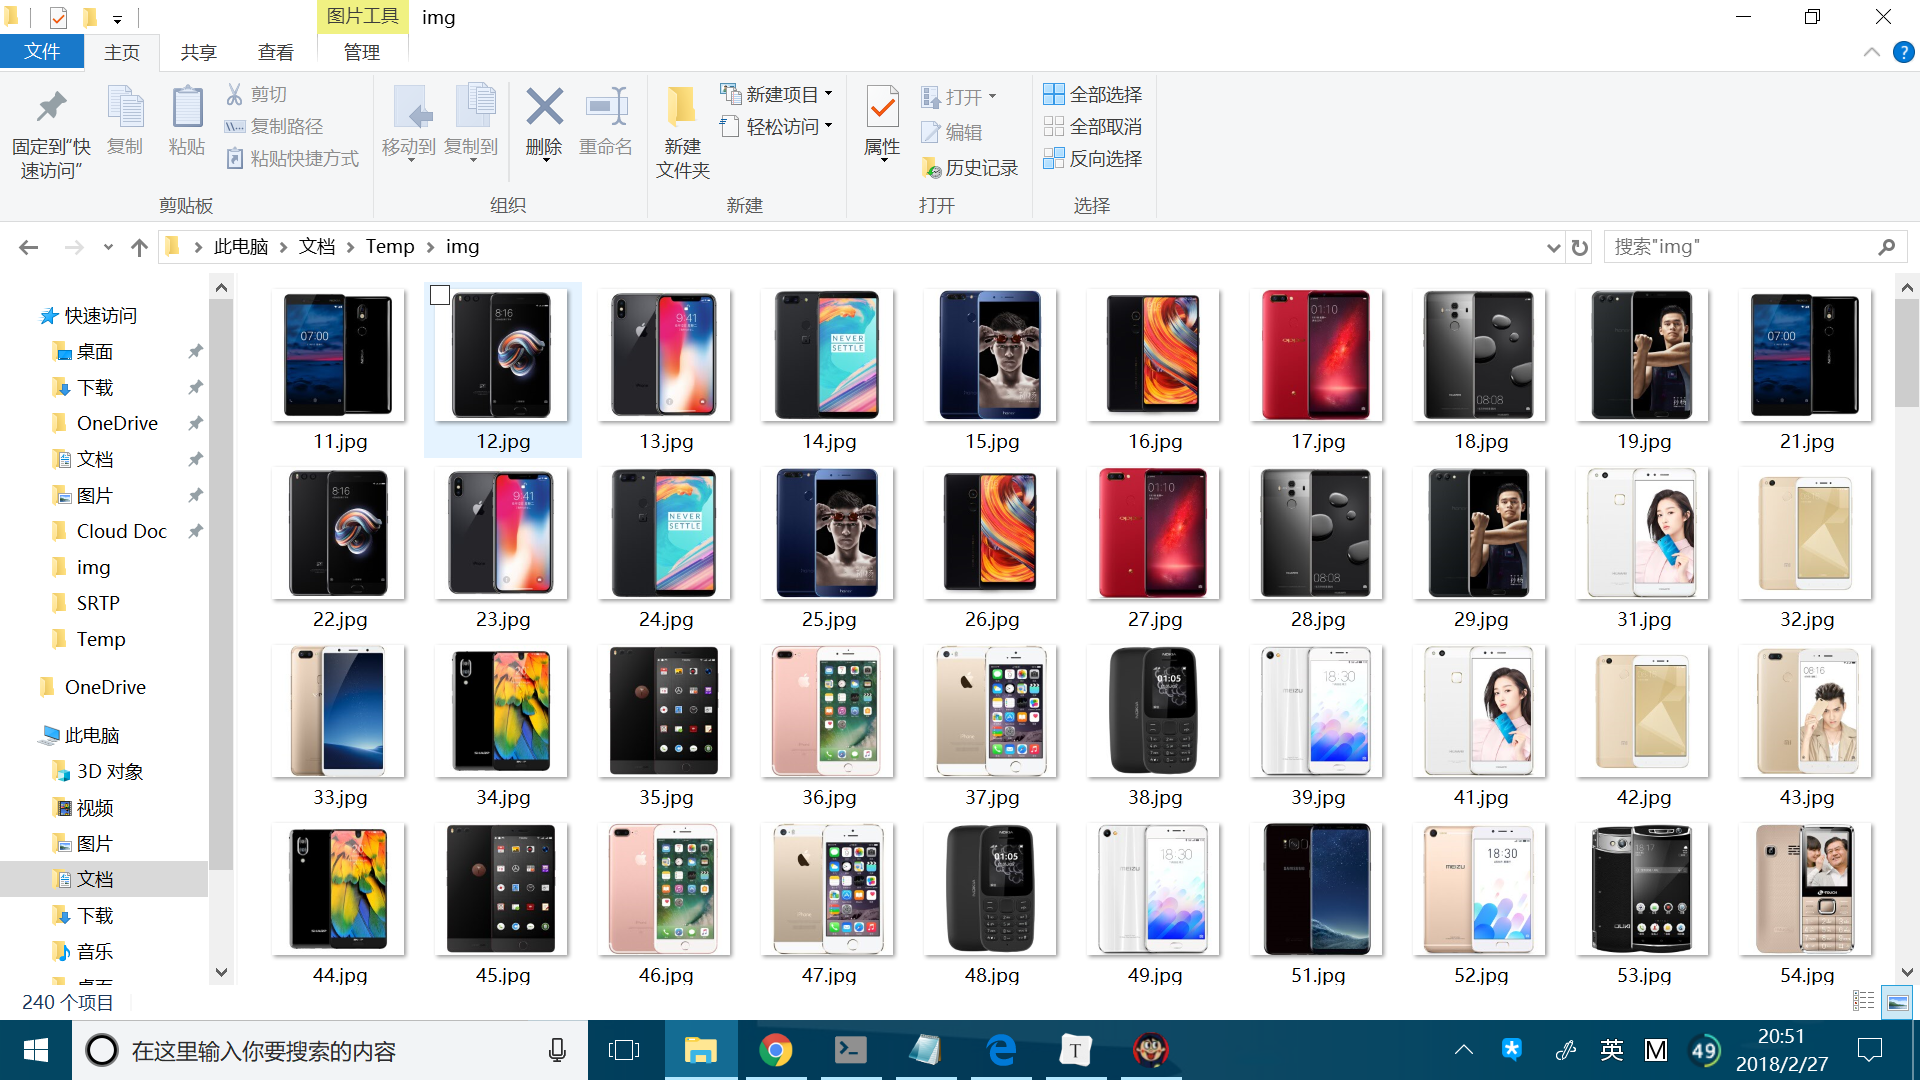 图片工具
img
文件
主页
共享
查看
管理
固定到"快
速访问"
复制
粘贴
剪切
复制路径
粘贴快捷方式
剪贴板
移动到
复制到
删除
重命名
组织
新建
文件夹
新建项目
轻松访问
新建
属性
打开
编辑
历史记录
打开
全部选择
全部取消
反向选择
选择
此电脑
文档
Temp
img
搜索"img"
快速访问
桌面
下载
OneDrive
文档
图片
Cloud Doc
img
SRTP
Temp
OneDrive
此电脑
3D 对象
视频
图片
文档
下载
音乐
桌面
11.jpg 12.jpg 13.jpg 14.jpg 15.jpg 16.jpg 17.jpg 18.jpg 19.jpg 21.jpg
22.jpg 23.jpg 24.jpg 25.jpg 26.jpg 27.jpg 28.jpg 29.jpg 31.jpg 32.jpg
33.jpg 34.jpg 35.jpg 36.jpg 37.jpg 38.jpg 39.jpg 41.jpg 42.jpg 43.jpg
44.jpg 45.jpg 46.jpg 47.jpg 48.jpg 49.jpg 51.jpg 52.jpg 53.jpg 54.jpg
240 个项目
在这里输入你要搜索的内容
英
M
49
20:51
2018/2/27